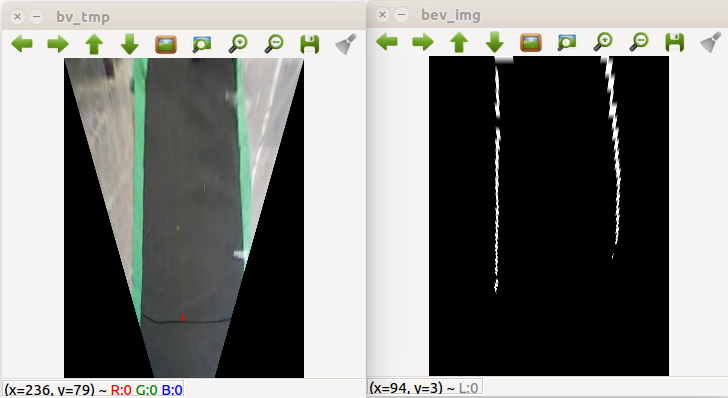 bv_tmp
(x=236, y=79) ~ R:0 G:0 B:0
bev_img
(x=94, y=3) ~ L:0